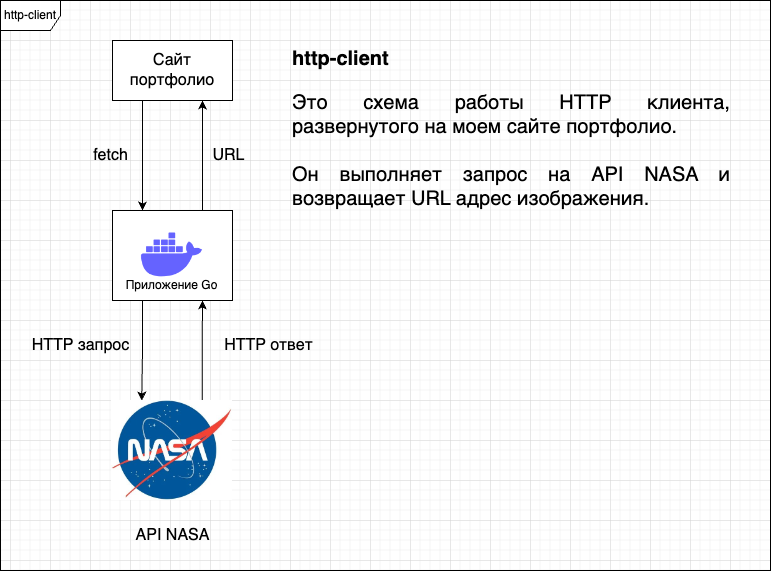 http-client
Сайт
портфолио
http-client
Это схема работы HTTP клиента,
развернутого на моем сайте портфолио.
Он выполняет запрос на API NASA и
возвращает URL адрес изображения.
fetch
URL
Приложение Go
HTTP запрос
HTTP ответ
NASA
API NASA